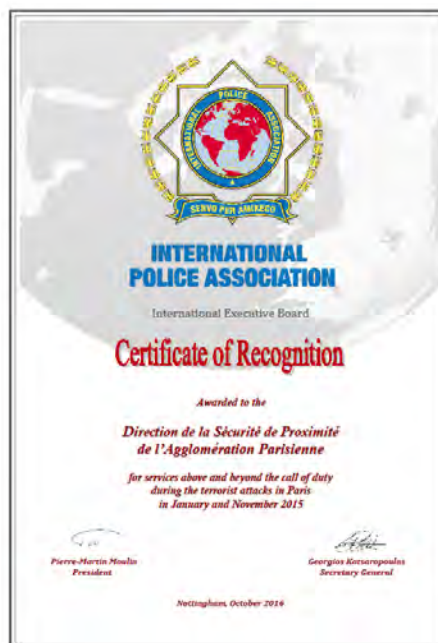 INTERNATIONAL POLICE ASSOCIATION
SERVO PER AMIKECO
INTERNATIONAL
POLICE ASSOCIATION
International Executive Board
Certificate of Recognition
Awarded to the
Direction de la Sécurité de Proximité
de l'Agglomération Parisienne
for services above and beyond the call of duty
during the terrorist attacks in Paris
in January and November 2015
Pierre-Martin Moulin
President
Georgios Katsaropoulos
Secretary General
Nottingham, October 2016